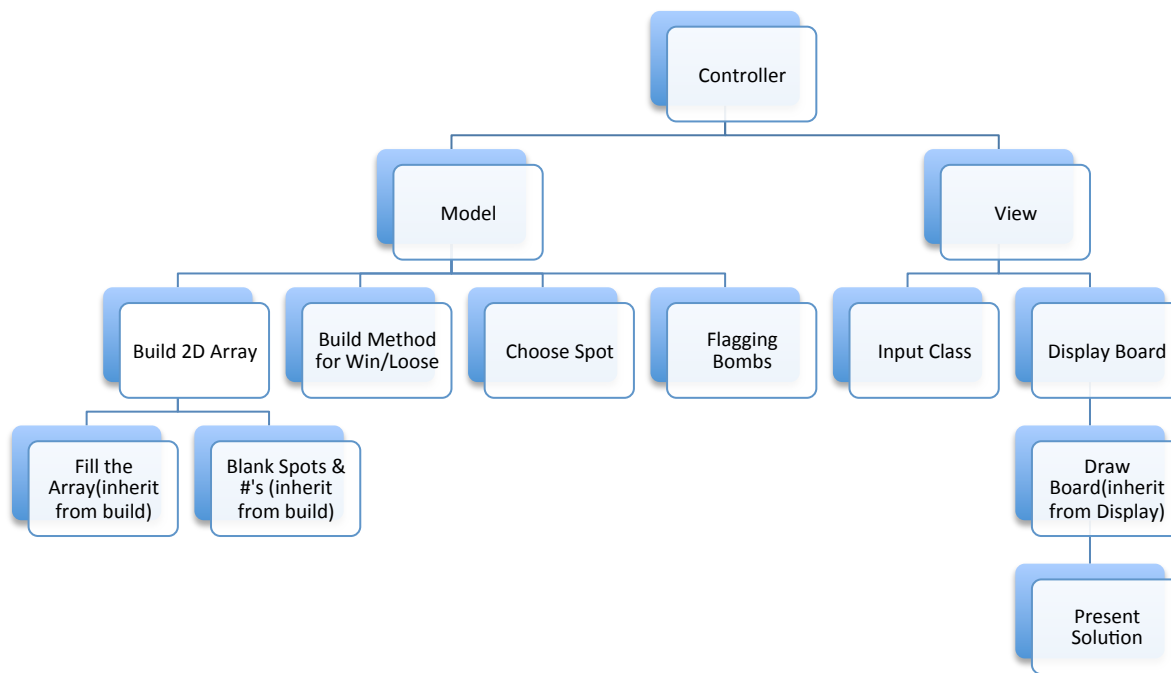 Controller
Model
View
Build 2D Array
Build Method
for Win/Loose
Choose Spot
Flagging
Bombs
Input Class
Display Board
Fill the
Array(inherit
from build)
Blank Spots &
#'s (inherit
from build)
Draw
Board(inherit
from Display)
Present
Solution